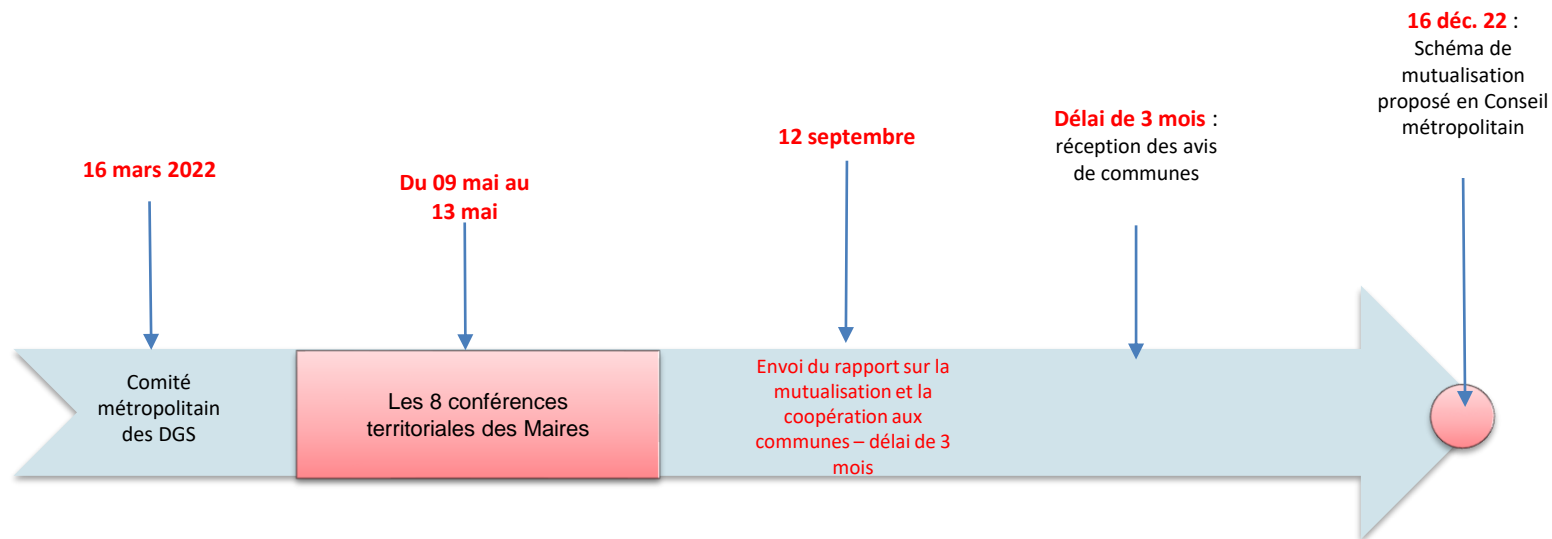 16 mars 2022
Comité
métropolitain
des DGS
Du 09 mai au
13 mai
Les 8 conférences
territoriales des Maires
12 septembre
Envoi du rapport sur la
mutualisation et la
coopération aux
communes – délai de 3
mois
Délai de 3 mois :
réception des avis
de communes
16 déc. 22 :
Schéma de
mutualisation
proposé en Conseil
métropolitain